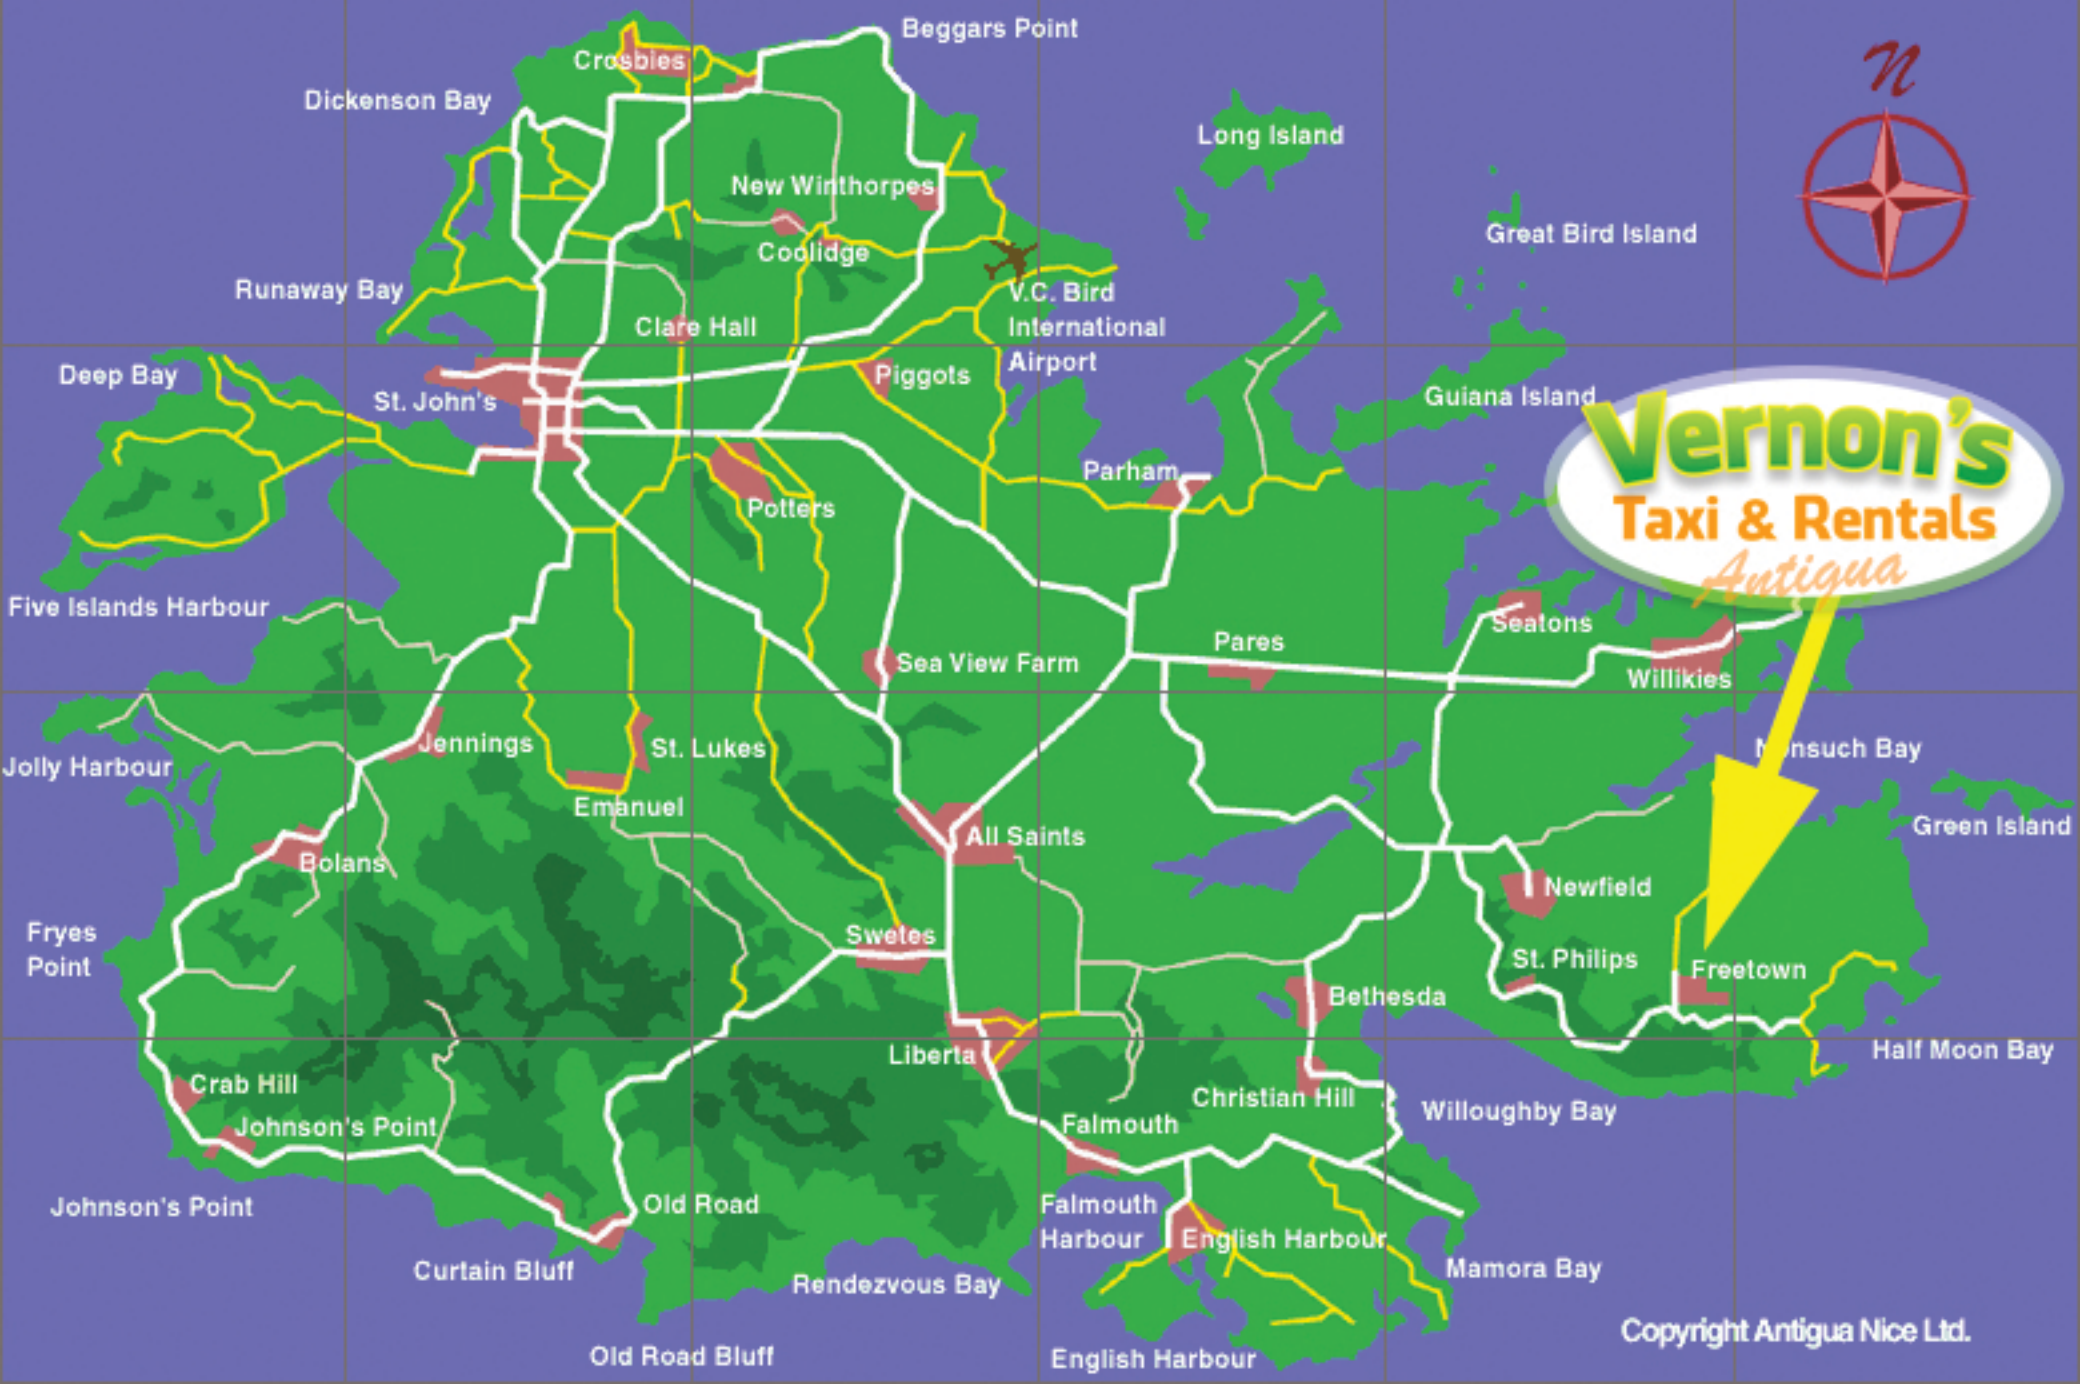 Beggars Point
Crosbies
Dickenson Bay
N
Long Island
New Winthorpes
Great Bird Island
Coolidge
Runaway Bay
V.C. Bird
International
Airport
Clare Hall
Deep Bay
Piggots
St. John's
Guiana Island
Vernon's
Taxi & Rentals
Antigua
Parham
Potters
Five Islands Harbour
Seatons
Pares
Sea View Farm
Willikies
Jennings
St. Lukes
Nonsuch Bay
Jolly Harbour
Emanuel
Green Island
All Saints
Bolans
Newfield
Fryes
Point
Swetes
St. Philips
Freetown
Bethesda
Liberta
Half Moon Bay
Crab Hill
Christian Hill
Willoughby Bay
Johnson's Point
Falmouth
Johnson's Point
Old Road
Falmouth
Harbour
English Harbour
Curtain Bluff
Rendezvous Bay
Mamora Bay
Copyright Antigua Nice Ltd.
Old Road Bluff
English Harbour